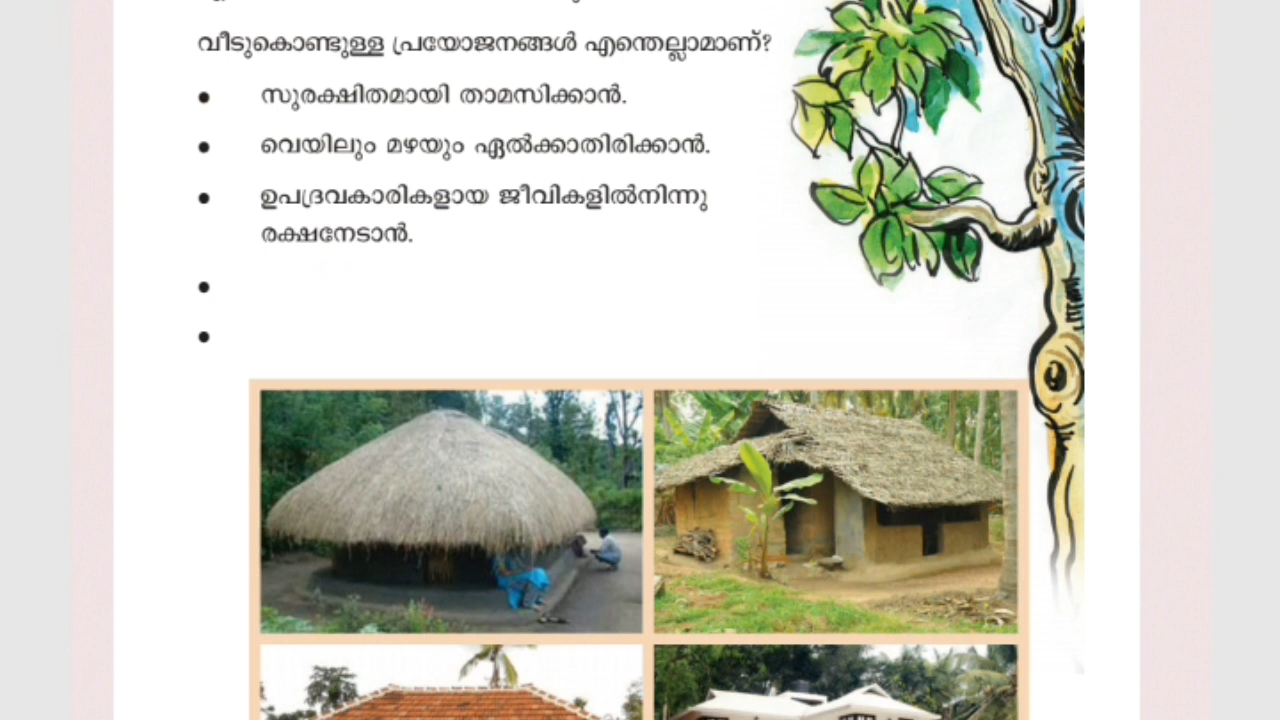 വീടുകൊണ്ടുള്ള പ്രയോജനങ്ങൾ എന്തെല്ലാമാണ്?
• സുരക്ഷിതമായി താമസിക്കാൻ.
• വെയിലും മഴയും ഏൽക്കാതിരിക്കാൻ.
• ഉപദ്രവകാരികളായ ജീവികളിൽനിന്നു
രക്ഷനേടാൻ.
•
•